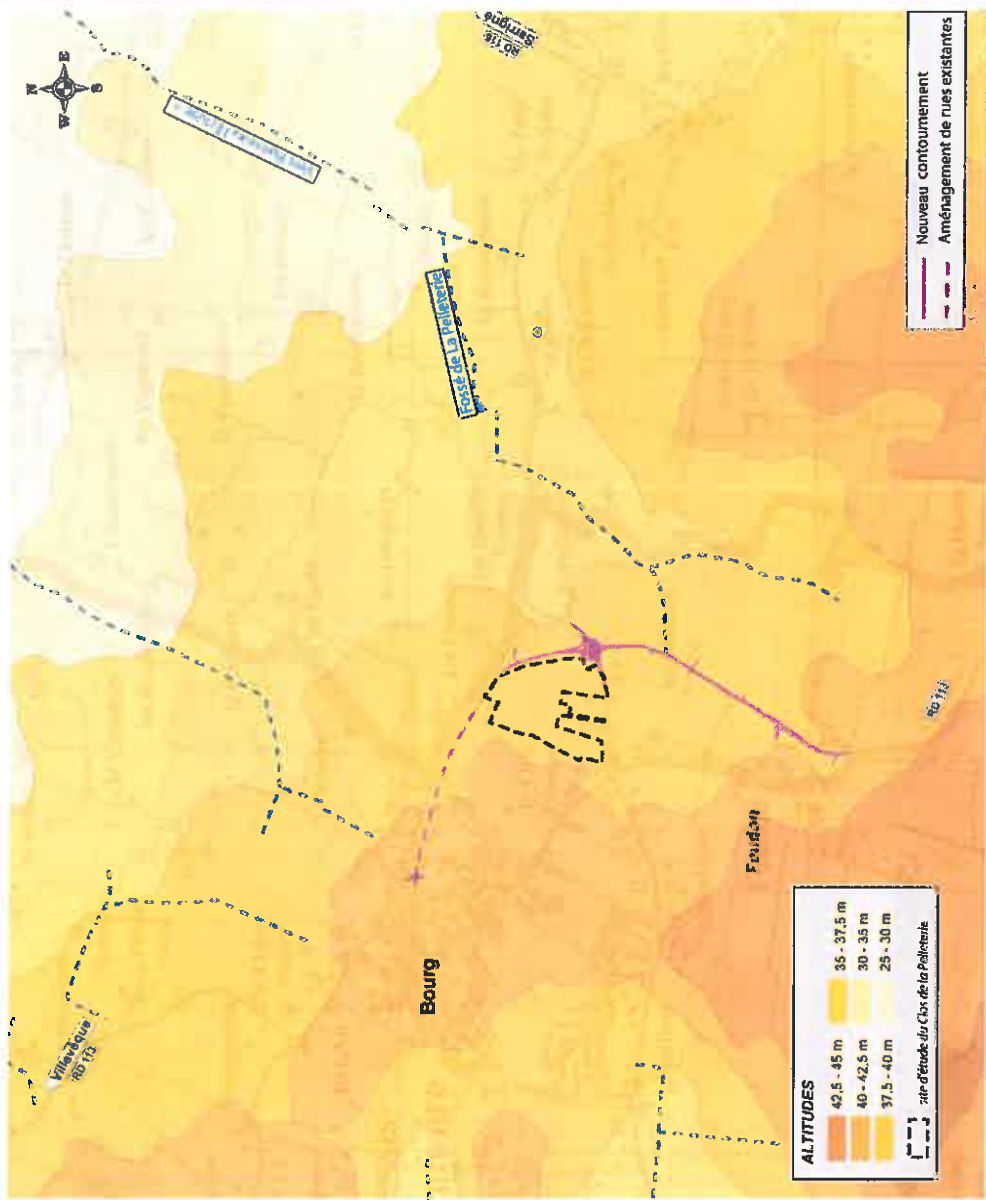 N
W E
S
RD 116
Sarrigné
Fossé de La Pelleterie
Villevêque
RD 113
Bourg
RD 113
Nouveau contournement
Aménagement de rues existantes
ALTITUDES
42,5 - 45 m
40 - 42,5 m
37,5 - 40 m
35 - 37,5 m
30 - 35 m
25 - 30 m
Site d'étude du Clos de la Pelleterie